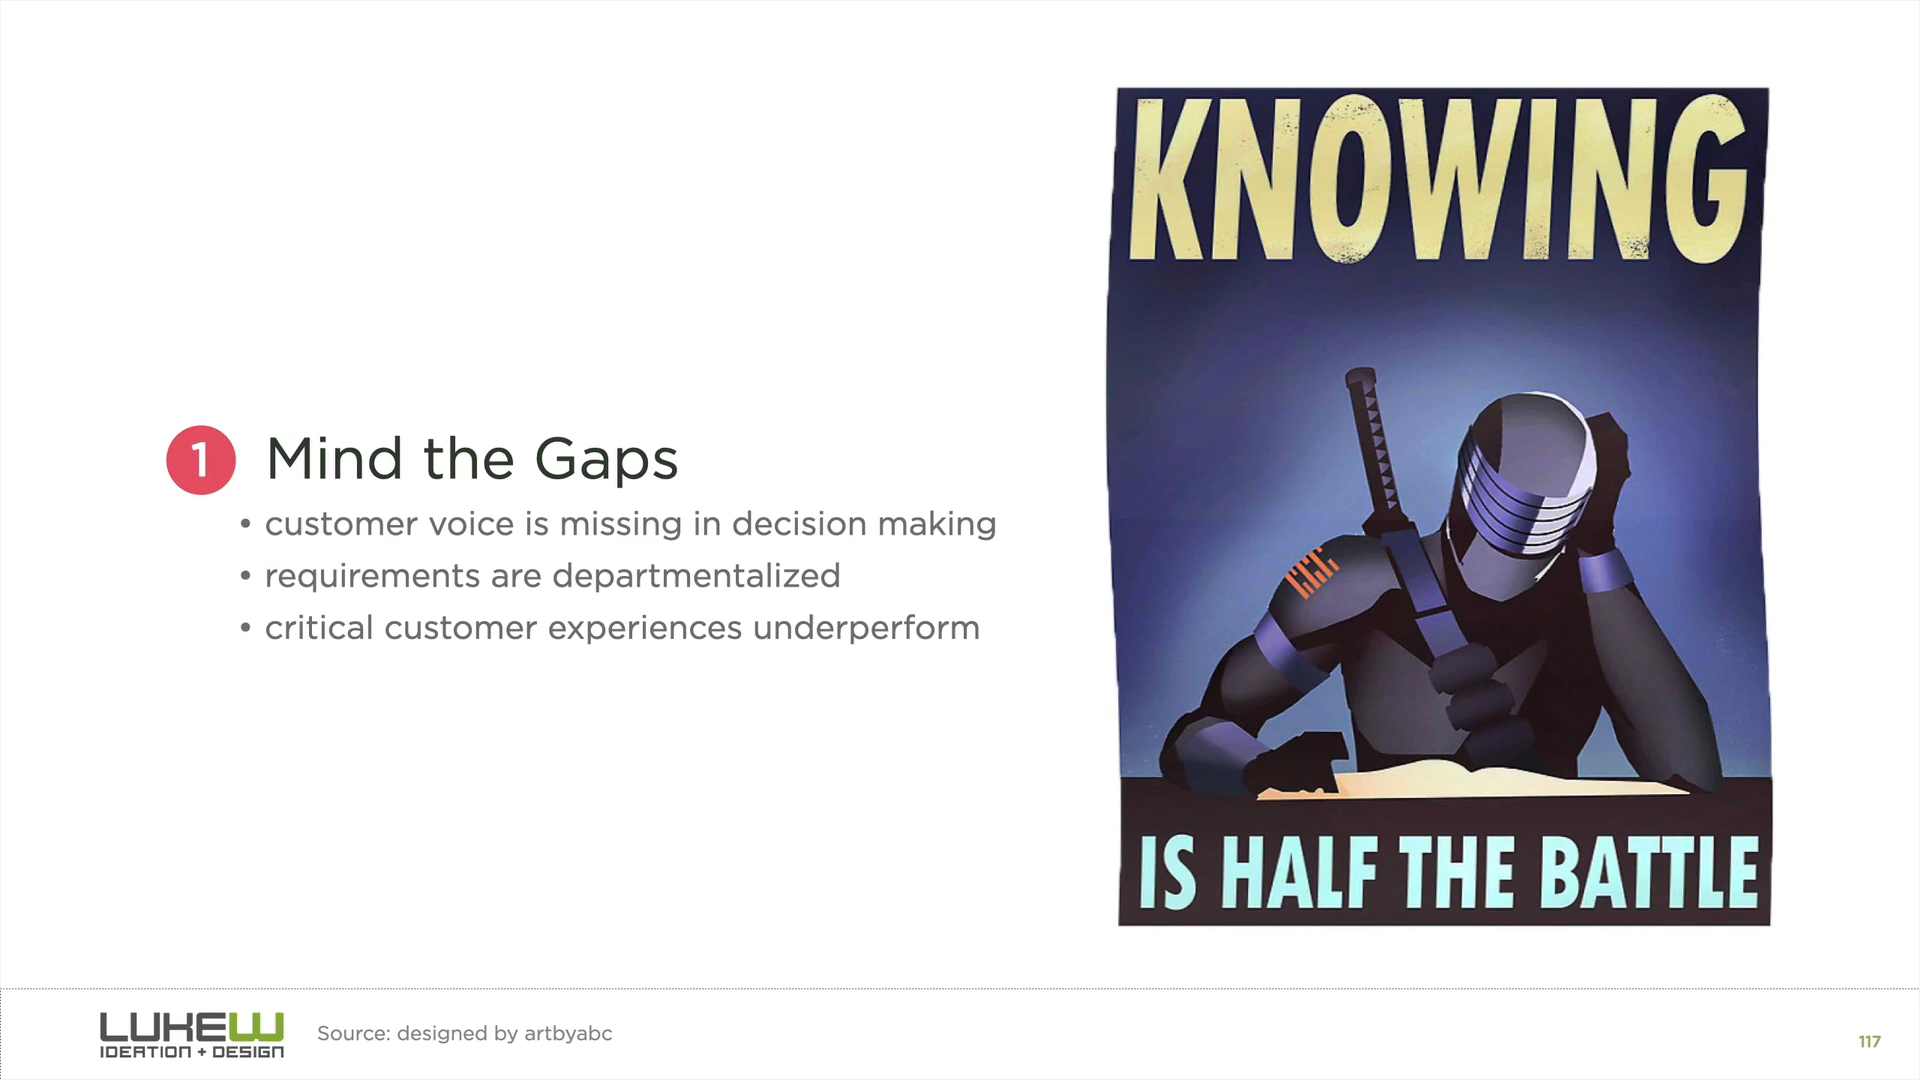 1 Mind the Gaps
• customer voice is missing in decision making
• requirements are departmentalized
• critical customer experiences underperform
KNOWING
IS HALF THE BATTLE
LUKEW
IDEATION + DESIGN
Source: designed by artbyabc
117